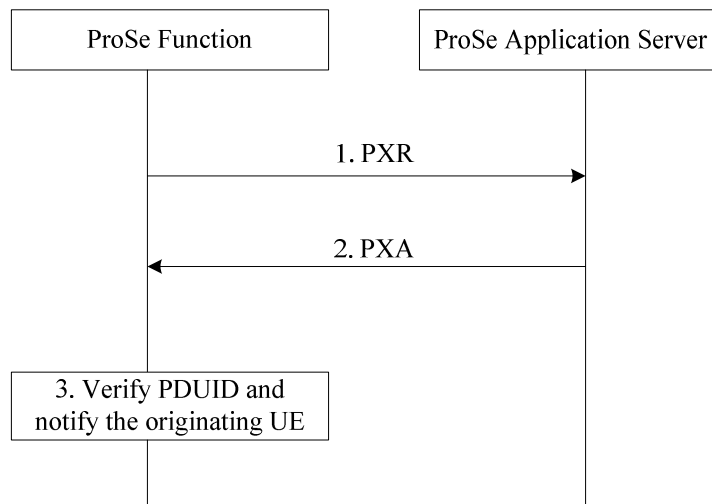 ProSe Function
ProSe Application Server
1. PXR
2. PXA
3. Verify PDUID and
notify the originating UE